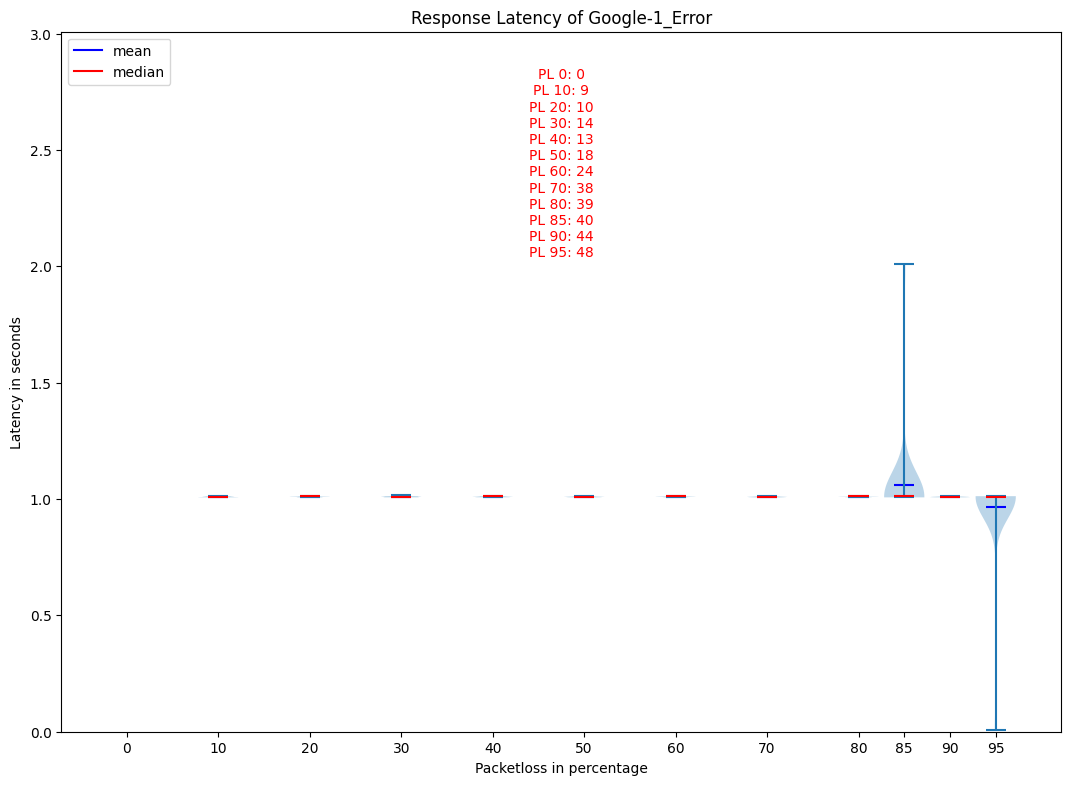 Response Latency of Google-1_Error
mean
median
PL 0: 0
PL 10: 9
PL 20: 10
PL 30: 14
PL 40: 13
PL 50: 18
PL 60: 24
PL 70: 38
PL 80: 39
PL 85: 40
PL 90: 44
PL 95: 48
Latency in seconds
3.0
2.5
2.0
1.5
1.0
0.5
0.0
0 10 20 30 40 50 60 70 80 85 90 95
Packetloss in percentage